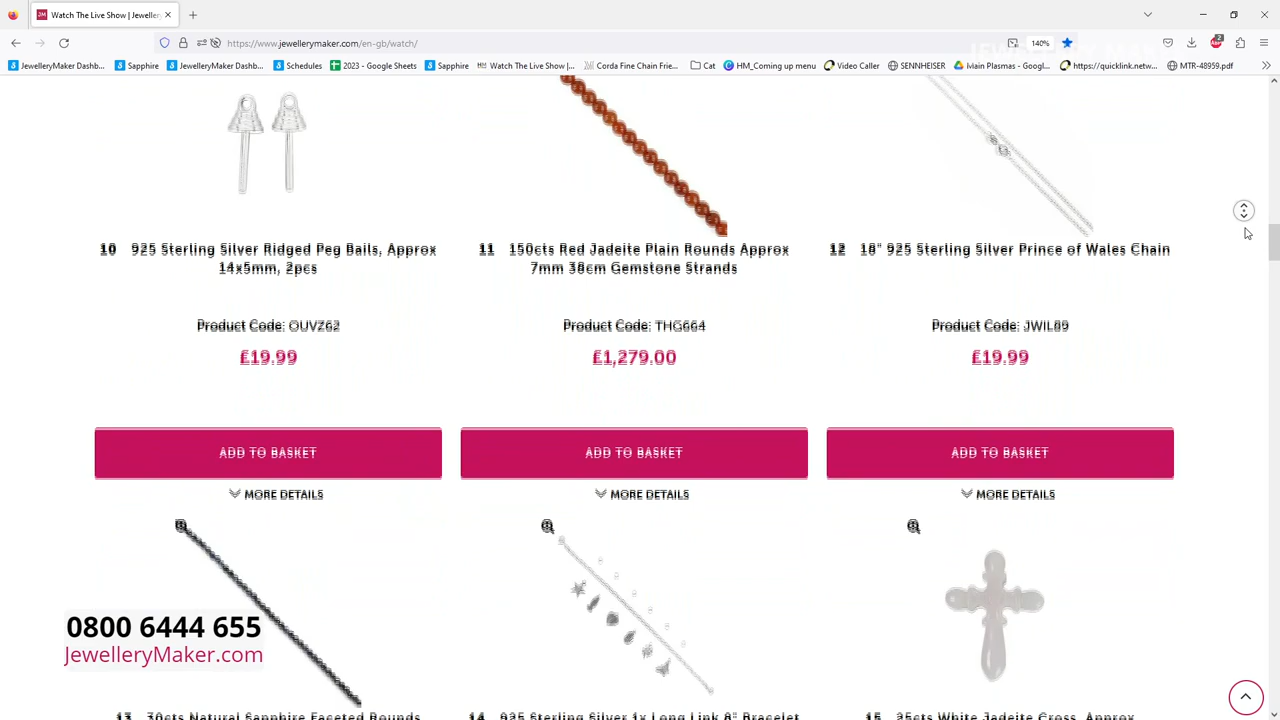 Watch The Live Show | Jeweller
https://www.jewellerymaker.com/en-gb/watch/
140%
2
JewelleryMaker Dashb...
Sapphire
JewelleryMaker Dashb...
Schedules
2023 - Google Sheets
Sapphire
Watch The Live Show |...
Corda Fine Chain Frie...
Cat
HM_Coming up menu
Video Caller
SENNHEISER
Main Plasmas - Googl...
https://quicklink.netw...
MTR-48959.pdf
10 925 Sterling Silver Ridged Peg Bails, Approx
14x5mm, 2pcs
Product Code: OUVZ62
£19.99
ADD TO BASKET
MORE DETAILS
11 150cts Red Jadeite Plain Rounds Approx
7mm 38cm Gemstone Strands
Product Code: THG664
£1,279.00
ADD TO BASKET
MORE DETAILS
12 18" 925 Sterling Silver Prince of Wales Chain
Product Code: JWIL89
£19.99
ADD TO BASKET
MORE DETAILS
0800 6444 655
JewelleryMaker.com
13 70cts Natural Sapphire Faceted Rounds
14 925 Sterling Silver 1x Long Link 8" Bracelet
15 25cts White Jadeite Cross, Approx